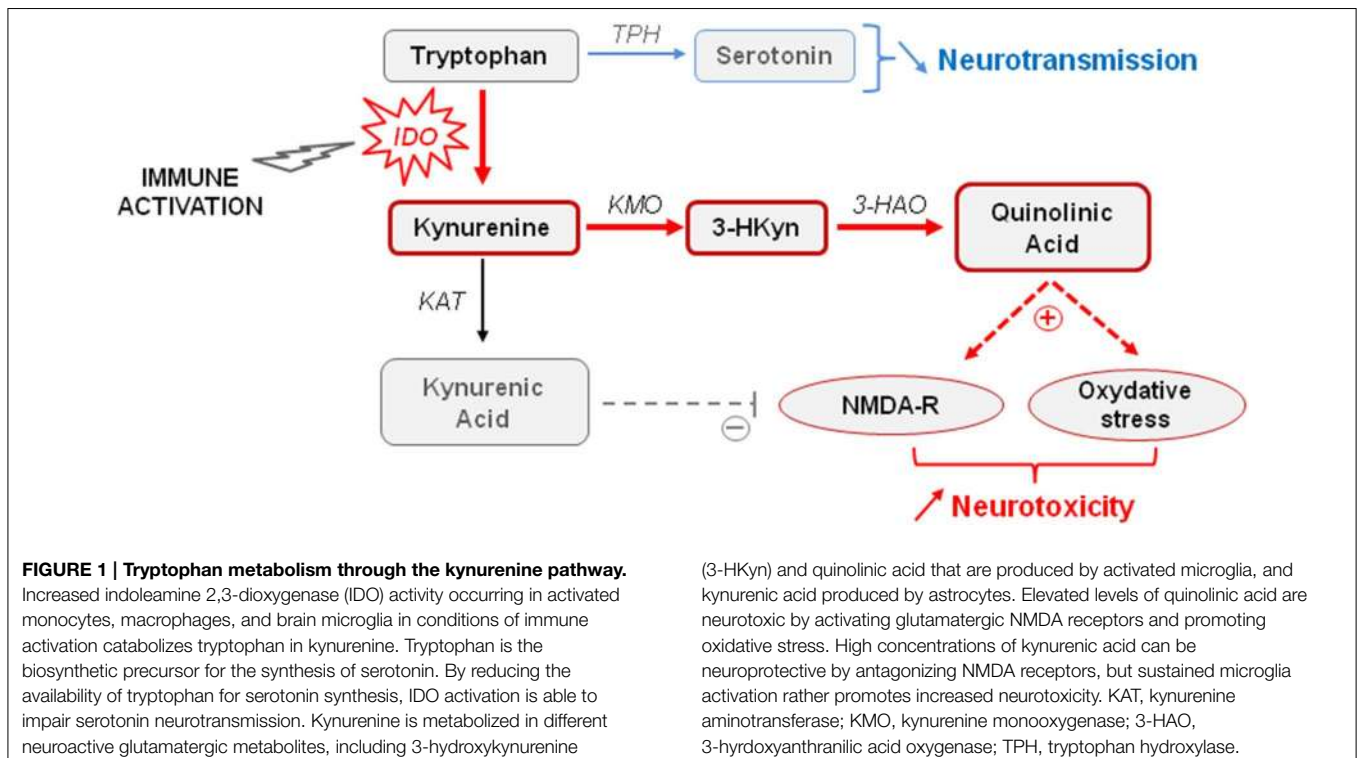 TPH
Tryptophan
Serotonin
Neurotransmission
IDO
IMMUNE
ACTIVATION
KMO
3-HAO
Kynurenine
3-HKyn
Quinolinic
Acid
KAT
+
Kynurenic
Acid
NMDA-R
Oxydative
stress
−
Neurotoxicity
FIGURE 1 | Tryptophan metabolism through the kynurenine pathway.
Increased indoleamine 2,3-dioxygenase (IDO) activity occurring in activated
monocytes, macrophages, and brain microglia in conditions of immune
activation catabolizes tryptophan in kynurenine. Tryptophan is the
biosynthetic precursor for the synthesis of serotonin. By reducing the
availability of tryptophan for serotonin synthesis, IDO activation is able to
impair serotonin neurotransmission. Kynurenine is metabolized in different
neuroactive glutamatergic metabolites, including 3-hydroxykynurenine
(3-HKyn) and quinolinic acid that are produced by activated microglia, and
kynurenic acid produced by astrocytes. Elevated levels of quinolinic acid are
neurotoxic by activating glutamatergic NMDA receptors and promoting
oxidative stress. High concentrations of kynurenic acid can be
neuroprotective by antagonizing NMDA receptors, but sustained microglia
activation rather promotes increased neurotoxicity. KAT, kynurenine
aminotransferase; KMO, kynurenine monooxygenase; 3-HAO,
3-hyrdoxyanthranilic acid oxygenase; TPH, tryptophan hydroxylase.